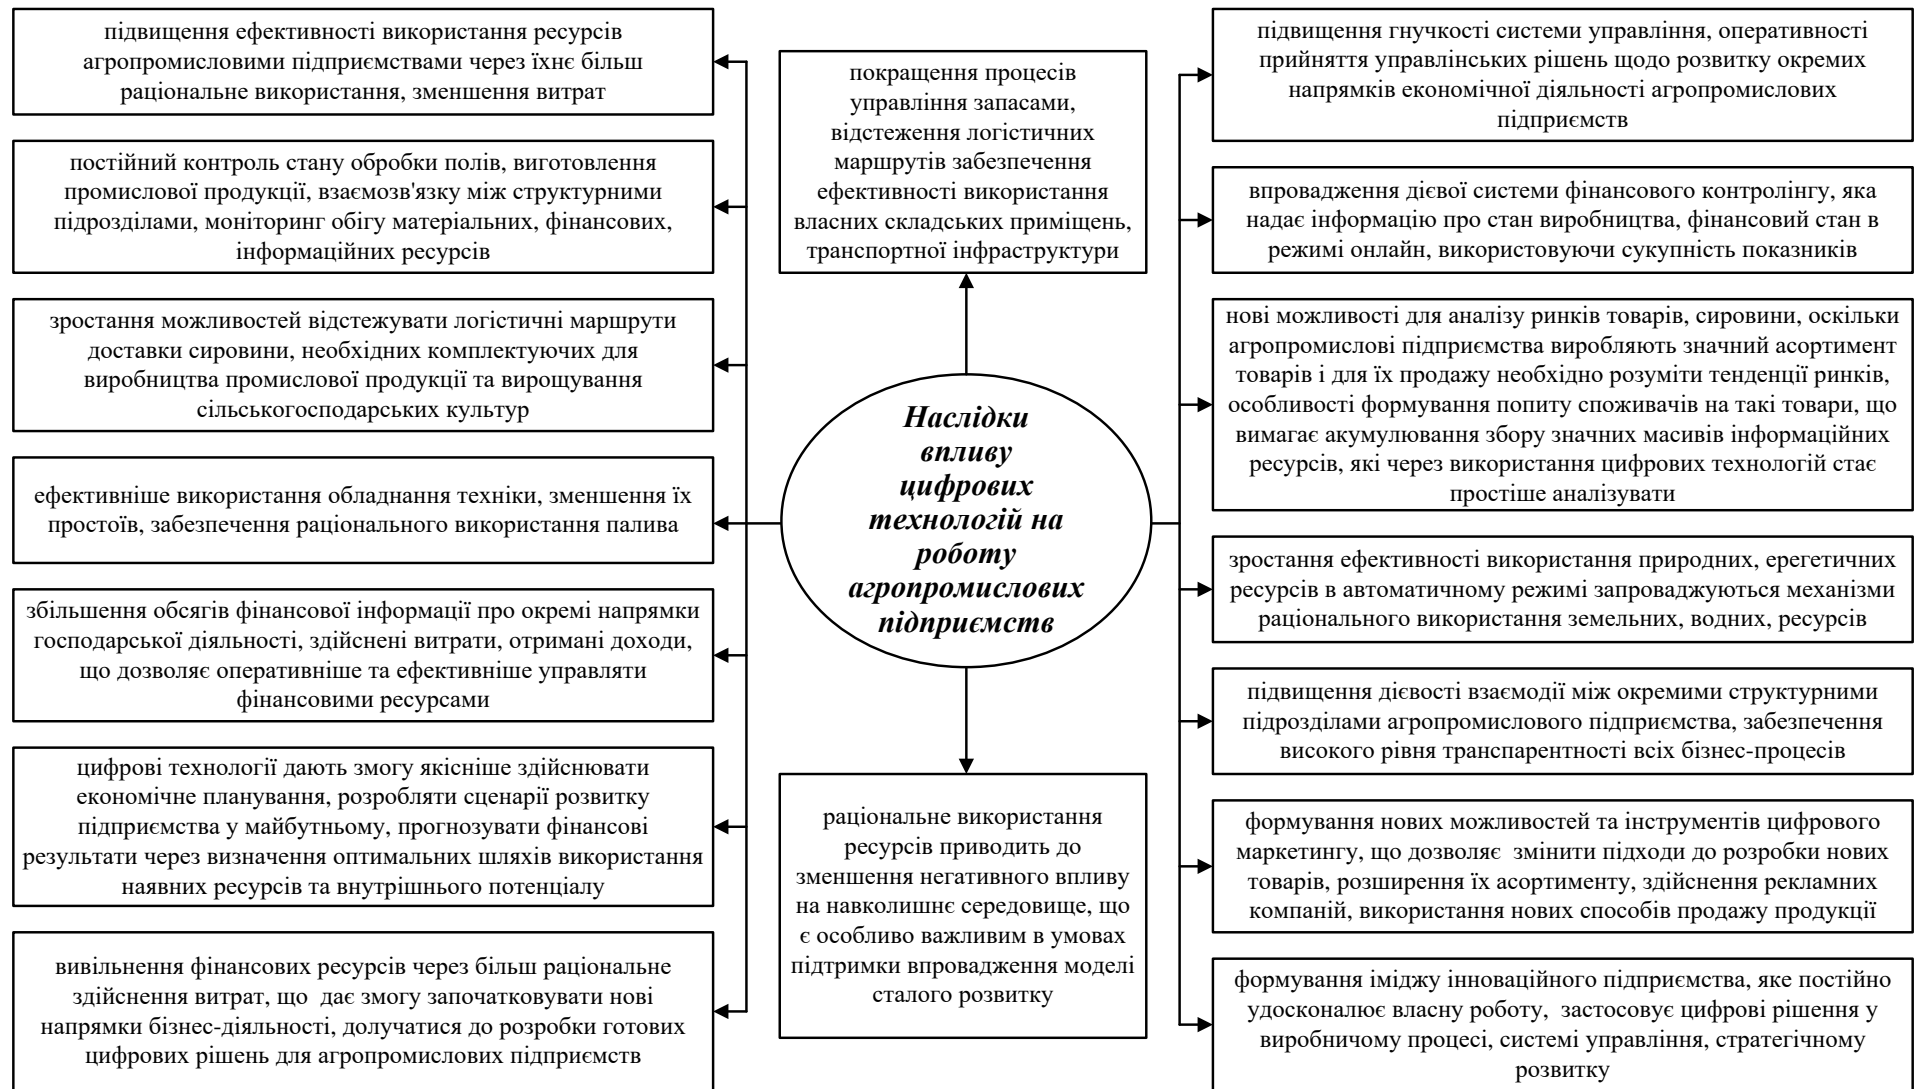 підвищення ефективності використання ресурсів
агропромисловими підприємствами через їхнє більш
раціональне використання, зменшення витрат
постійний контроль стану обробки полів, виготовлення
промислової продукції, взаємозв'язку між структурними
підрозділами, моніторинг обігу матеріальних, фінансових,
інформаційних ресурсів
зростання можливостей відстежувати логістичні маршрути
доставки сировини, необхідних комплектуючих для
виробництва промислової продукції та вирощування
сільськогосподарських культур
ефективніше використання обладнання техніки, зменшення їх
простоїв, забезпечення раціонального використання палива
збільшення обсягів фінансової інформації про окремі напрямки
господарської діяльності, здійснені витрати, отримані доходи,
що дозволяє оперативніше та ефективніше управляти
фінансовими ресурсами
цифрові технології дають змогу якісніше здійснювати
економічне планування, розробляти сценарії розвитку
підприємства у майбутньому, прогнозувати фінансові
результати через визначення оптимальних шляхів використання
наявних ресурсів та внутрішнього потенціалу
вивільнення фінансових ресурсів через більш раціональне
здійснення витрат, що дає змогу започатковувати нові
напрямки бізнес-діяльності, долучатися до розробки готових
цифрових рішень для агропромислових підприємств
покращення процесів
управління запасами,
відстеження логістичних
маршрутів забезпечення
ефективності використання
власних складських приміщень,
транспортної інфраструктури
Наслідки
впливу
цифрових
технологій на
роботу
агропромислових
підприємств
раціональне використання
ресурсів приводить до
зменшення негативного впливу
на навколишнє середовище, що
є особливо важливим в умовах
підтримки впровадження моделі
сталого розвитку
підвищення гнучкості системи управління, оперативності
прийняття управлінських рішень щодо розвитку окремих
напрямків економічної діяльності агропромислових
підприємств
впровадження дієвої системи фінансового контролінгу, яка
надає інформацію про стан виробництва, фінансовий стан в
режимі онлайн, використовуючи сукупність показників
нові можливості для аналізу ринків товарів, сировини, оскільки
агропромислові підприємства виробляють значний асортимент
товарів і для їх продажу необхідно розуміти тенденції ринків,
особливості формування попиту споживачів на такі товари, що
вимагає акумулювання збору значних масивів інформаційних
ресурсів, які через використання цифрових технологій стає
простіше аналізувати
зростання ефективності використання природних, ерегетичних
ресурсів в автоматичному режимі запроваджуються механізми
раціонального використання земельних, водних, ресурсів
підвищення дієвості взаємодії між окремими структурними
підрозділами агропромислового підприємства, забезпечення
високого рівня транспарентності всіх бізнес-процесів
формування нових можливостей та інструментів цифрового
маркетингу, що дозволяє змінити підходи до розробки нових
товарів, розширення їх асортименту, здійснення рекламних
компаній, використання нових способів продажу продукції
формування іміджу інноваційного підприємства, яке постійно
удосконалює власну роботу, застосовує цифрові рішення у
виробничому процесі, системі управління, стратегічному
розвитку